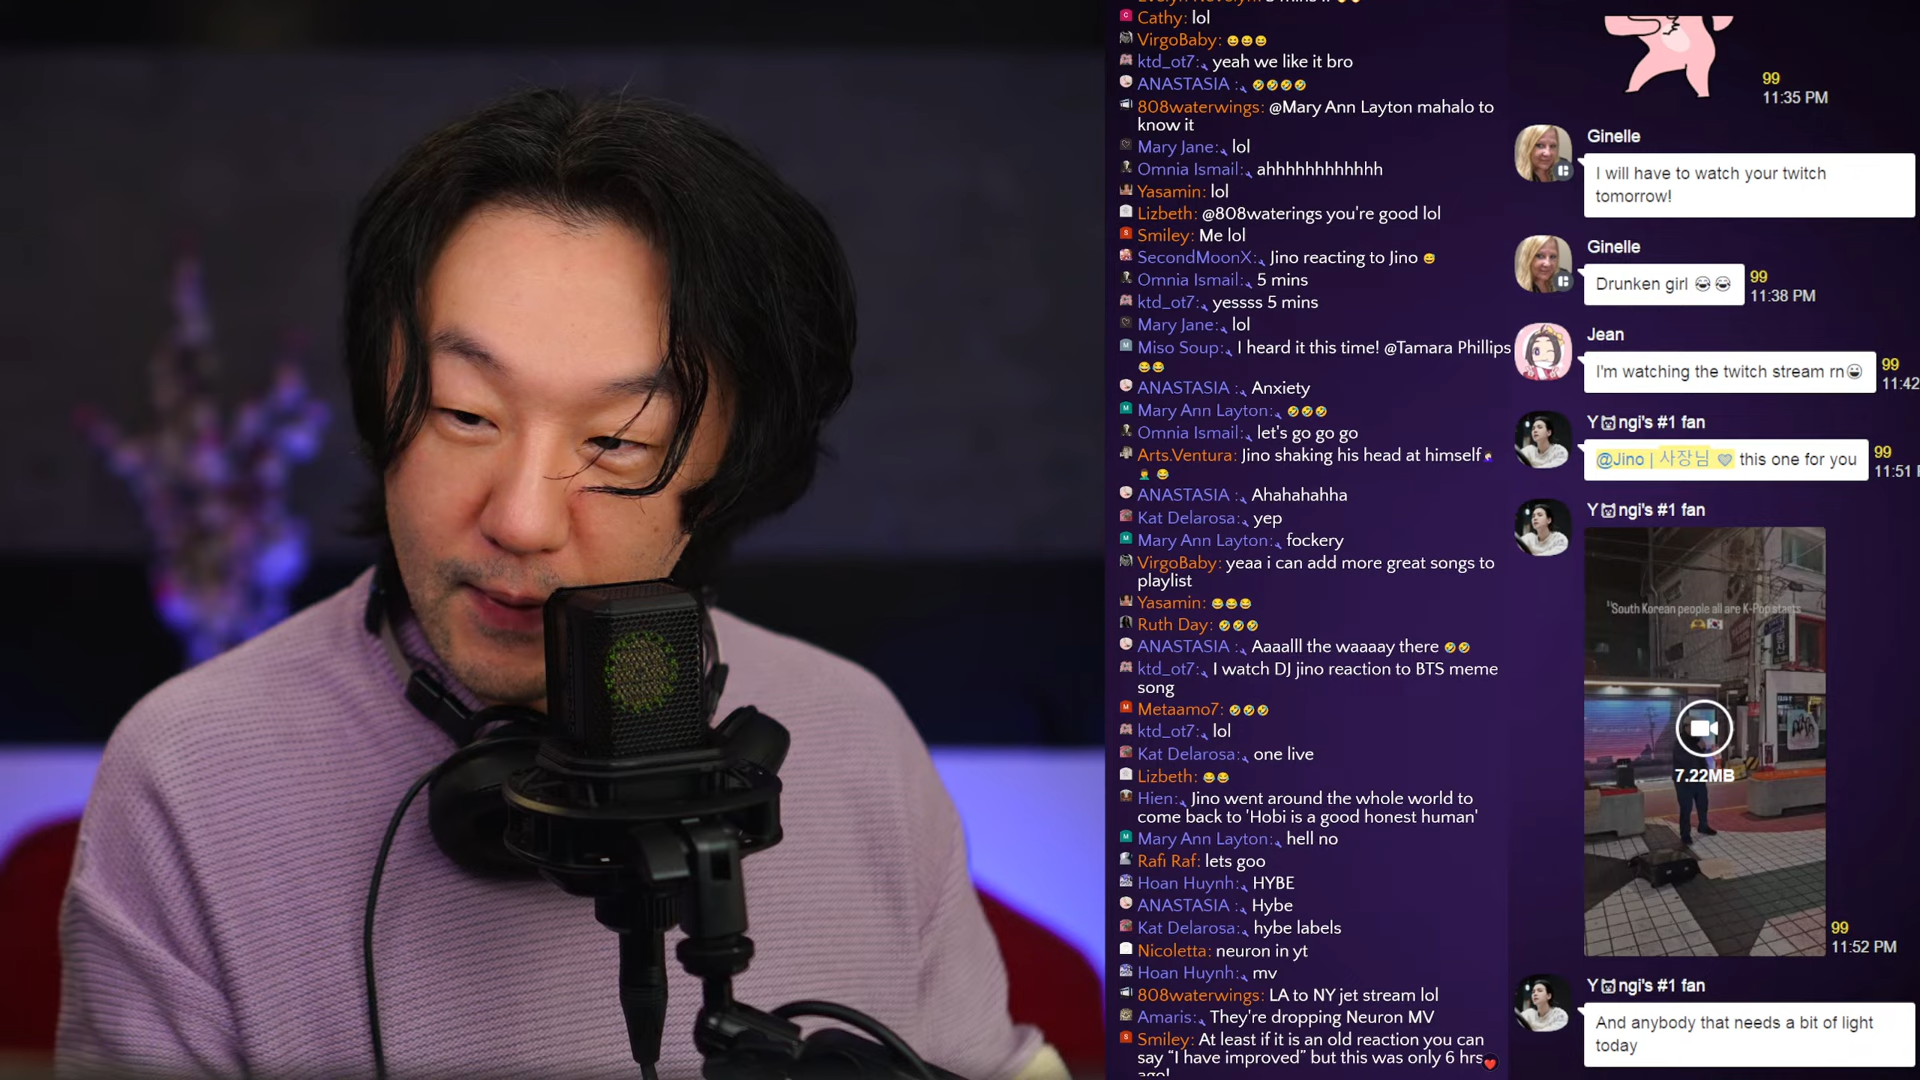 Cathy: lol
VirgoBaby: 😄😄😄
ktd_ot7: yeah we like it bro
ANASTASIA : 🤣🤣🤣🤣
808waterwings: @Mary Ann Layton mahalo to
know it
Mary Jane: lol
Omnia Ismail: ahhhhhhhhhhhh
Yasamin: lol
Lizbeth: @808waterings you're good lol
Smiley: Me lol
SecondMoonX: Jino reacting to Jino 😅
Omnia Ismail: 5 mins
ktd_ot7: yessss 5 mins
Mary Jane: lol
Miso Soup: I heard it this time! @Tamara Phillips
😂😂
ANASTASIA : Anxiety
Mary Ann Layton: 🤣🤣🤣
Omnia Ismail: let's go go go
Arts.Ventura: Jino shaking his head at himself
😂
ANASTASIA : Ahahahahha
Kat Delarosa: yep
Mary Ann Layton: fockery
VirgoBaby: yeaa i can add more great songs to
playlist
Yasamin: 😂😂😂
Ruth Day: 🤣🤣🤣
ANASTASIA : Aaaalll the waaaay there 🤣🤣
ktd_ot7: I watch DJ jino reaction to BTS meme
song
Metaamo7: 🤣🤣🤣
ktd_ot7: lol
Kat Delarosa: one live
Lizbeth: 😂😂
Hien: Jino went around the whole world to
come back to 'Hobi is a good honest human'
Mary Ann Layton: hell no
Rafi Raf: lets goo
Hoan Huynh: HYBE
ANASTASIA : Hybe
Kat Delarosa: hybe labels
Nicoletta: neuron in yt
Hoan Huynh: mv
808waterwings: LA to NY jet stream lol
Amaris: They're dropping Neuron MV
Smiley: At least if it is an old reaction you can
say “I have improved” but this was only 6 hrs
ago!
99
11:35 PM
Ginelle
I will have to watch your twitch
tomorrow!
Ginelle
Drunken girl 😂😂
99
11:38 PM
Jean
I'm watching the twitch stream rn😀
99
11:42
Y🐱ngi's #1 fan
@Jino | 사장님 🤍 this one for you
99
11:51 P
Y🐱ngi's #1 fan
"South Korean people all are K-Pop starts
🫶🇰🇷
7.22MB
99
11:52 PM
Y🐱ngi's #1 fan
And anybody that needs a bit of light
today